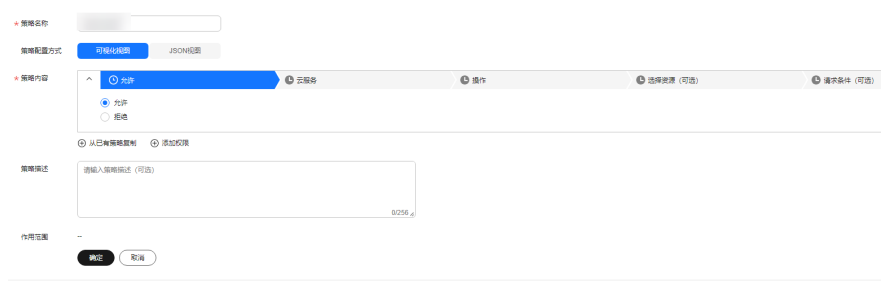 * 策略名称
策略配置方式 可视化视图 JSON视图
* 策略内容 允许 云服务 操作 选择资源（可选） 请求条件（可选）
允许
拒绝
从已有策略复制 添加权限
策略描述 请输入策略描述（可选）
0/256
作用范围 --
确定 取消